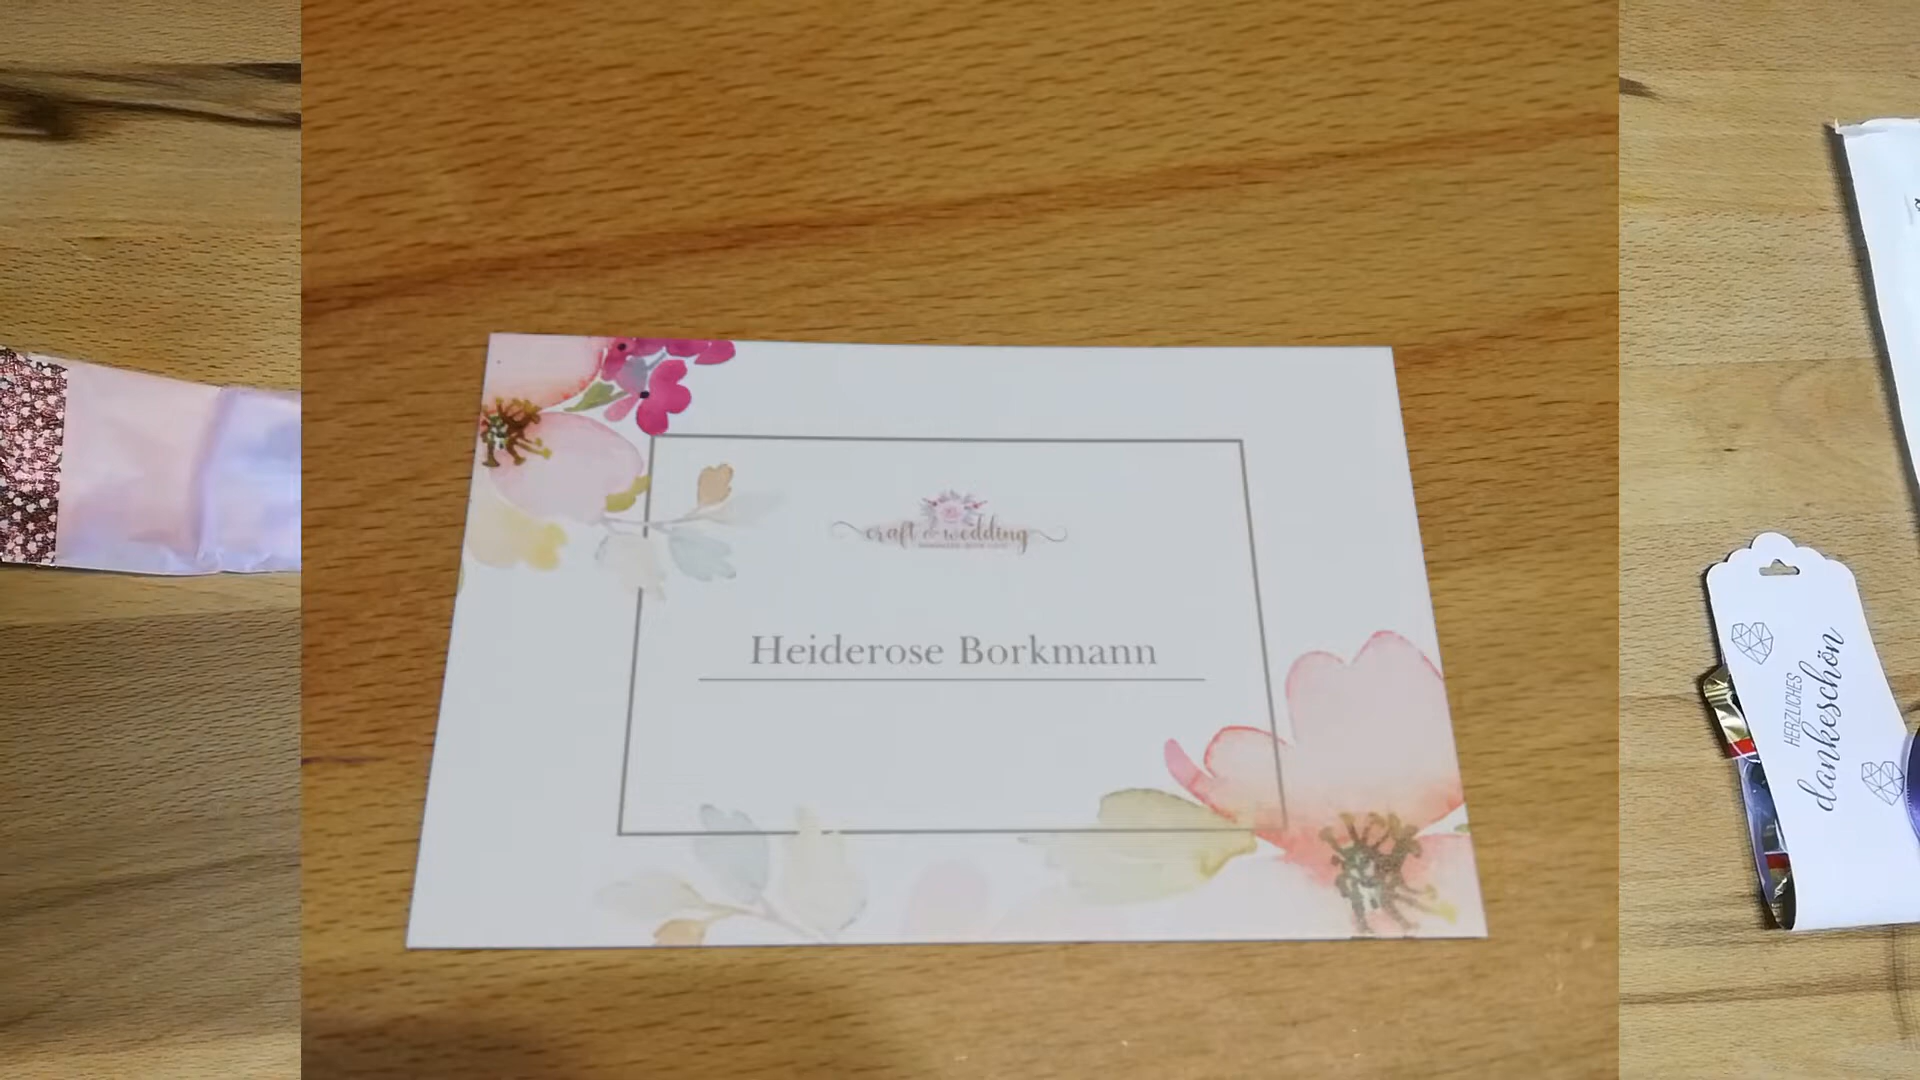 craft & wedding
Heiderose Borkmann
HERZLICHES
dankeschön